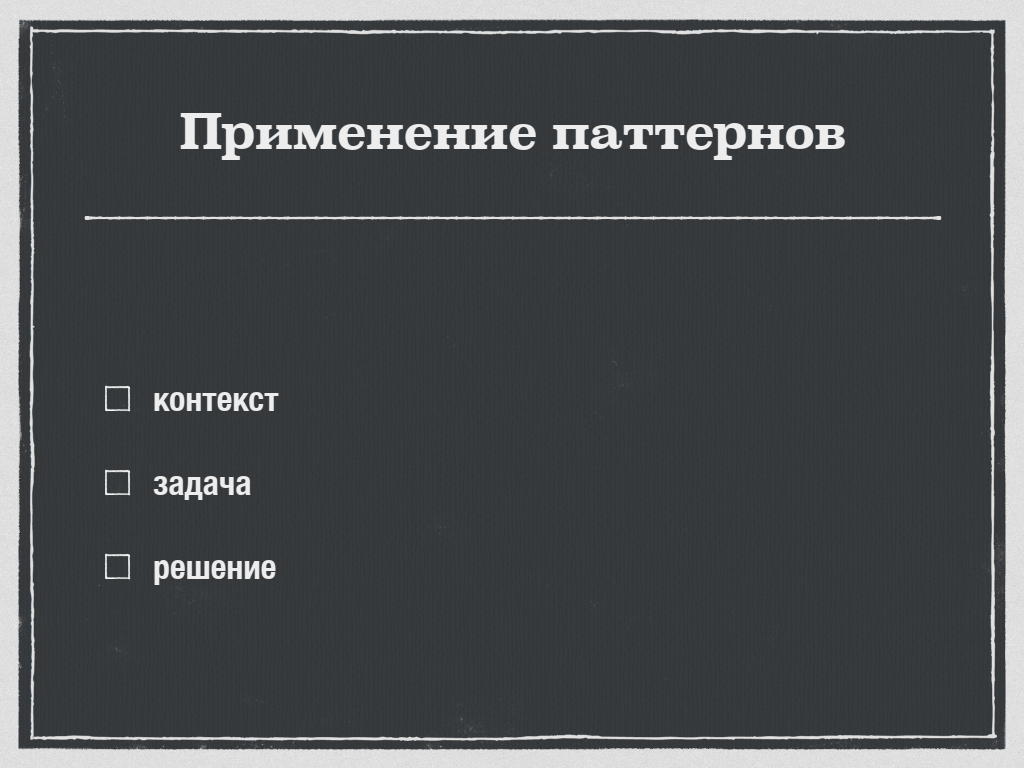 Применение паттернов
контекст
задача
решение